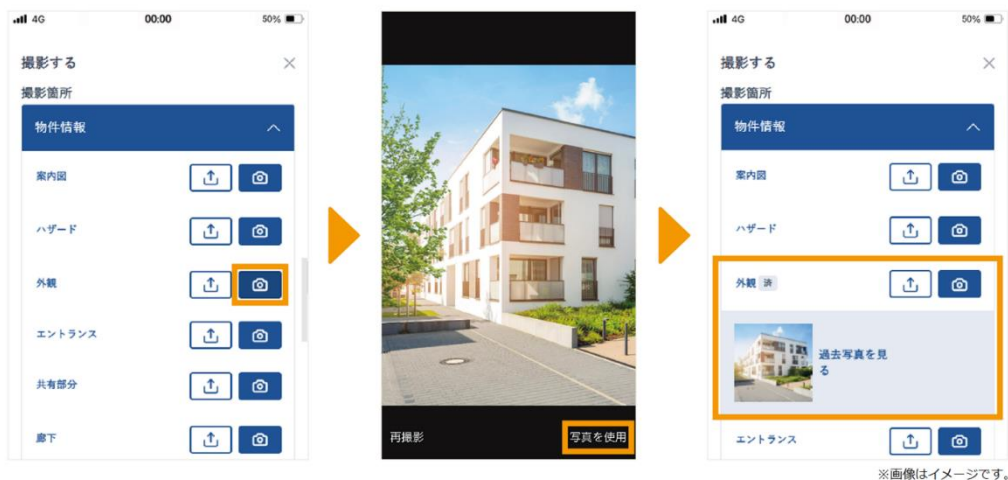 4G 00:00 50%
撮影する
撮影箇所
物件情報
案内図
ハザード
外観
エントランス
共有部分
廊下
再撮影 写真を使用
4G 00:00 50%
撮影する
撮影箇所
物件情報
案内図
ハザード
外観 済
過去写真を見
る
エントランス
※画像はイメージです。